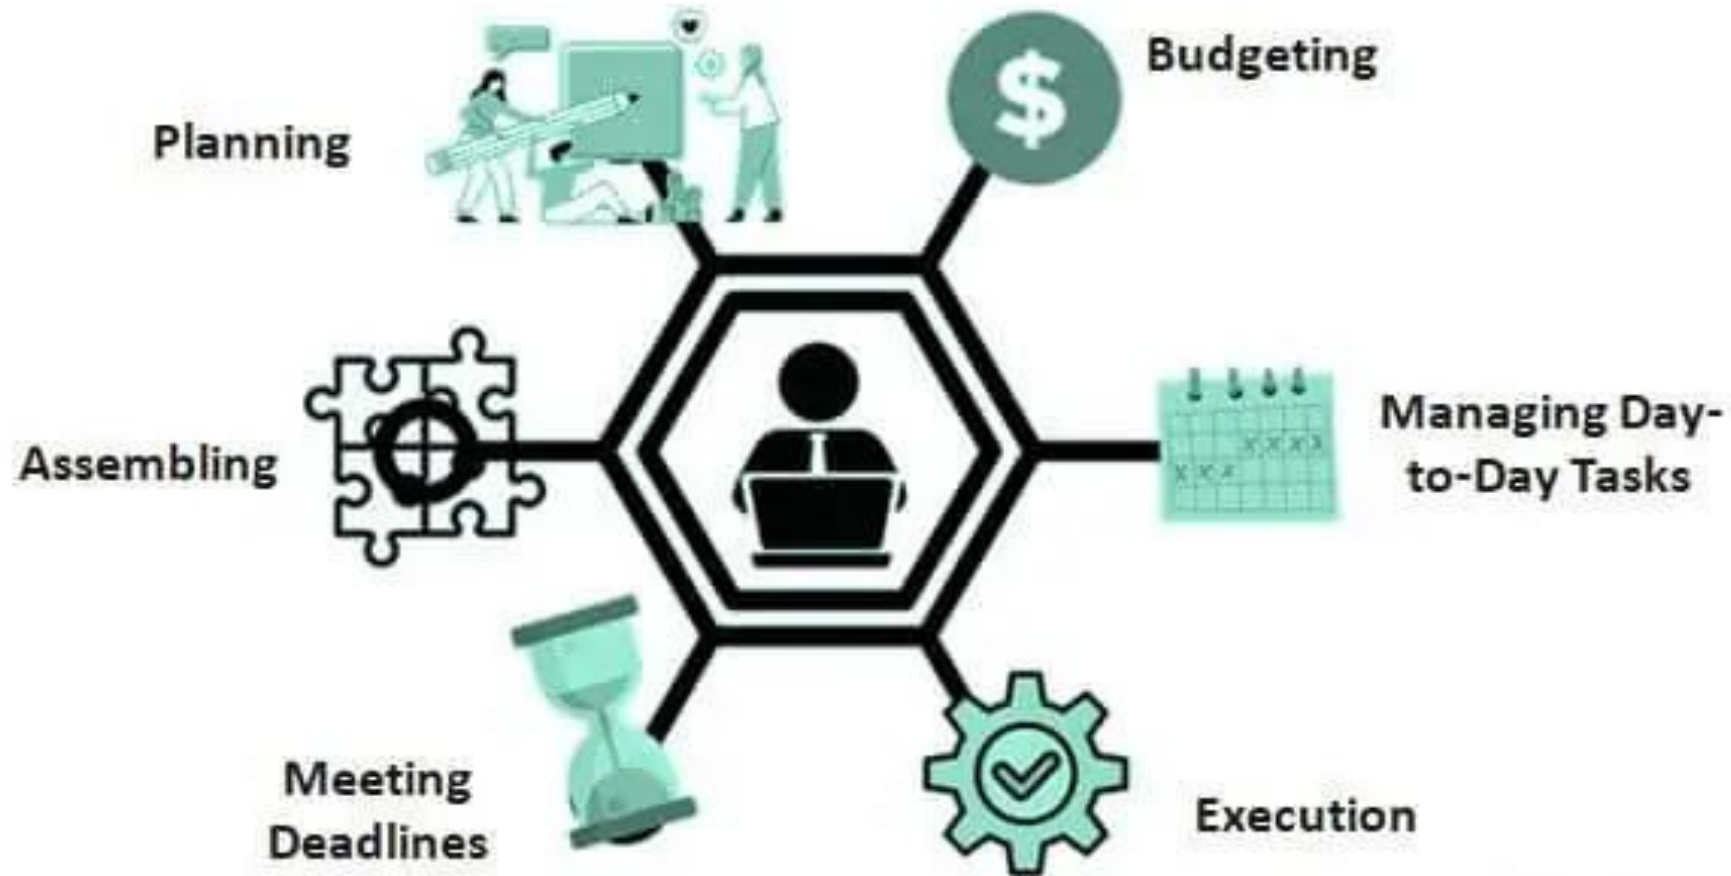 Budgeting
Planning
Managing Day-
to-Day Tasks
Assembling
Meeting
Deadlines
Execution